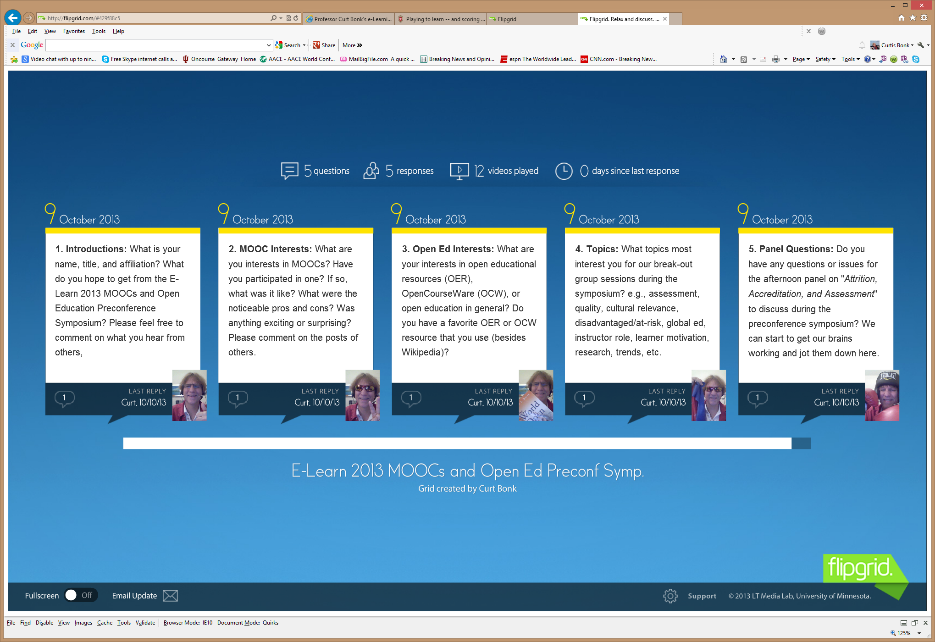 http://flipgrid.com/#429f38c5
Professor Curt Bonk's e-Learni...
Playing to learn -- and scoring ...
Flipgrid
Flipgrid. Relax and discuss. ...
File Edit View Favorites Tools Help
Google
Search
Share
More »
Curtis Bonk
Video chat with up to nin...
Free Skype internet calls a...
Oncourse Gateway Home
AACE - AACE World Conf...
MailBigFile.com A quick ...
Breaking News and Opini...
espn The Worldwide Lead...
CNN.com - Breaking New...
Page Safety Tools
5 questions 5 responses 12 videos played 0 days since last response
9 October 2013
1. Introductions: What is your
name, title, and affiliation? What
do you hope to get from the E-
Learn 2013 MOOCs and Open
Education Preconference
Symposium? Please feel free to
comment on what you hear from
others,
1
LAST REPLY
Curt, 10/10/13
9 October 2013
2. MOOC Interests: What are
you interests in MOOCs? Have
you participated in one? If so,
what was it like? What were the
noticeable pros and cons? Was
anything exciting or surprising?
Please comment on the posts of
others.
1
LAST REPLY
Curt, 10/10/13
9 October 2013
3. Open Ed Interests: What are
your interests in open educational
resources (OER),
OpenCourseWare (OCW), or
open education in general? Do
you have a favorite OER or OCW
resource that you use (besides
Wikipedia)?
1
LAST REPLY
Curt, 10/10/13
World
9 October 2013
4. Topics: What topics most
interest you for our break-out
group sessions during the
symposium? e.g., assessment,
quality, cultural relevance,
disadvantaged/at-risk, global ed,
instructor role, learner motivation,
research, trends, etc.
1
LAST REPLY
Curt, 10/10/13
9 October 2013
5. Panel Questions: Do you
have any questions or issues for
the afternoon panel on "Attrition,
Accreditation, and Assessment"
to discuss during the
preconference symposium? We
can start to get our brains
working and jot them down here.
1
LAST REPLY
Curt, 10/10/13
E-Learn 2013 MOOCs and Open Ed Preconf Symp.
Grid created by Curt Bonk
flipgrid.
Fullscreen Off Email Update
Support © 2013 LT Media Lab, University of Minnesota.
File Find Disable View Images Cache Tools Validate Browser Mode: IE10 Document Mode: Quirks
125%